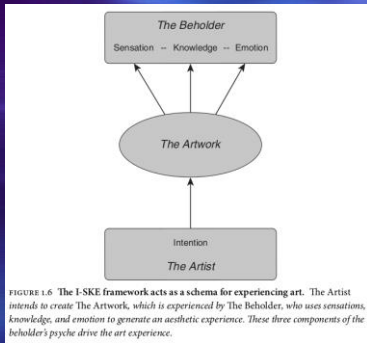 The Beholder
Sensation -- Knowledge -- Emotion
The Artwork
Intention
The Artist
FIGURE 1.6 The I-SKE framework acts as a schema for experiencing art. The Artist
intends to create The Artwork, which is experienced by The Beholder, who uses sensations,
knowledge, and emotion to generate an aesthetic experience. These three components of the
beholder's psyche drive the art experience.